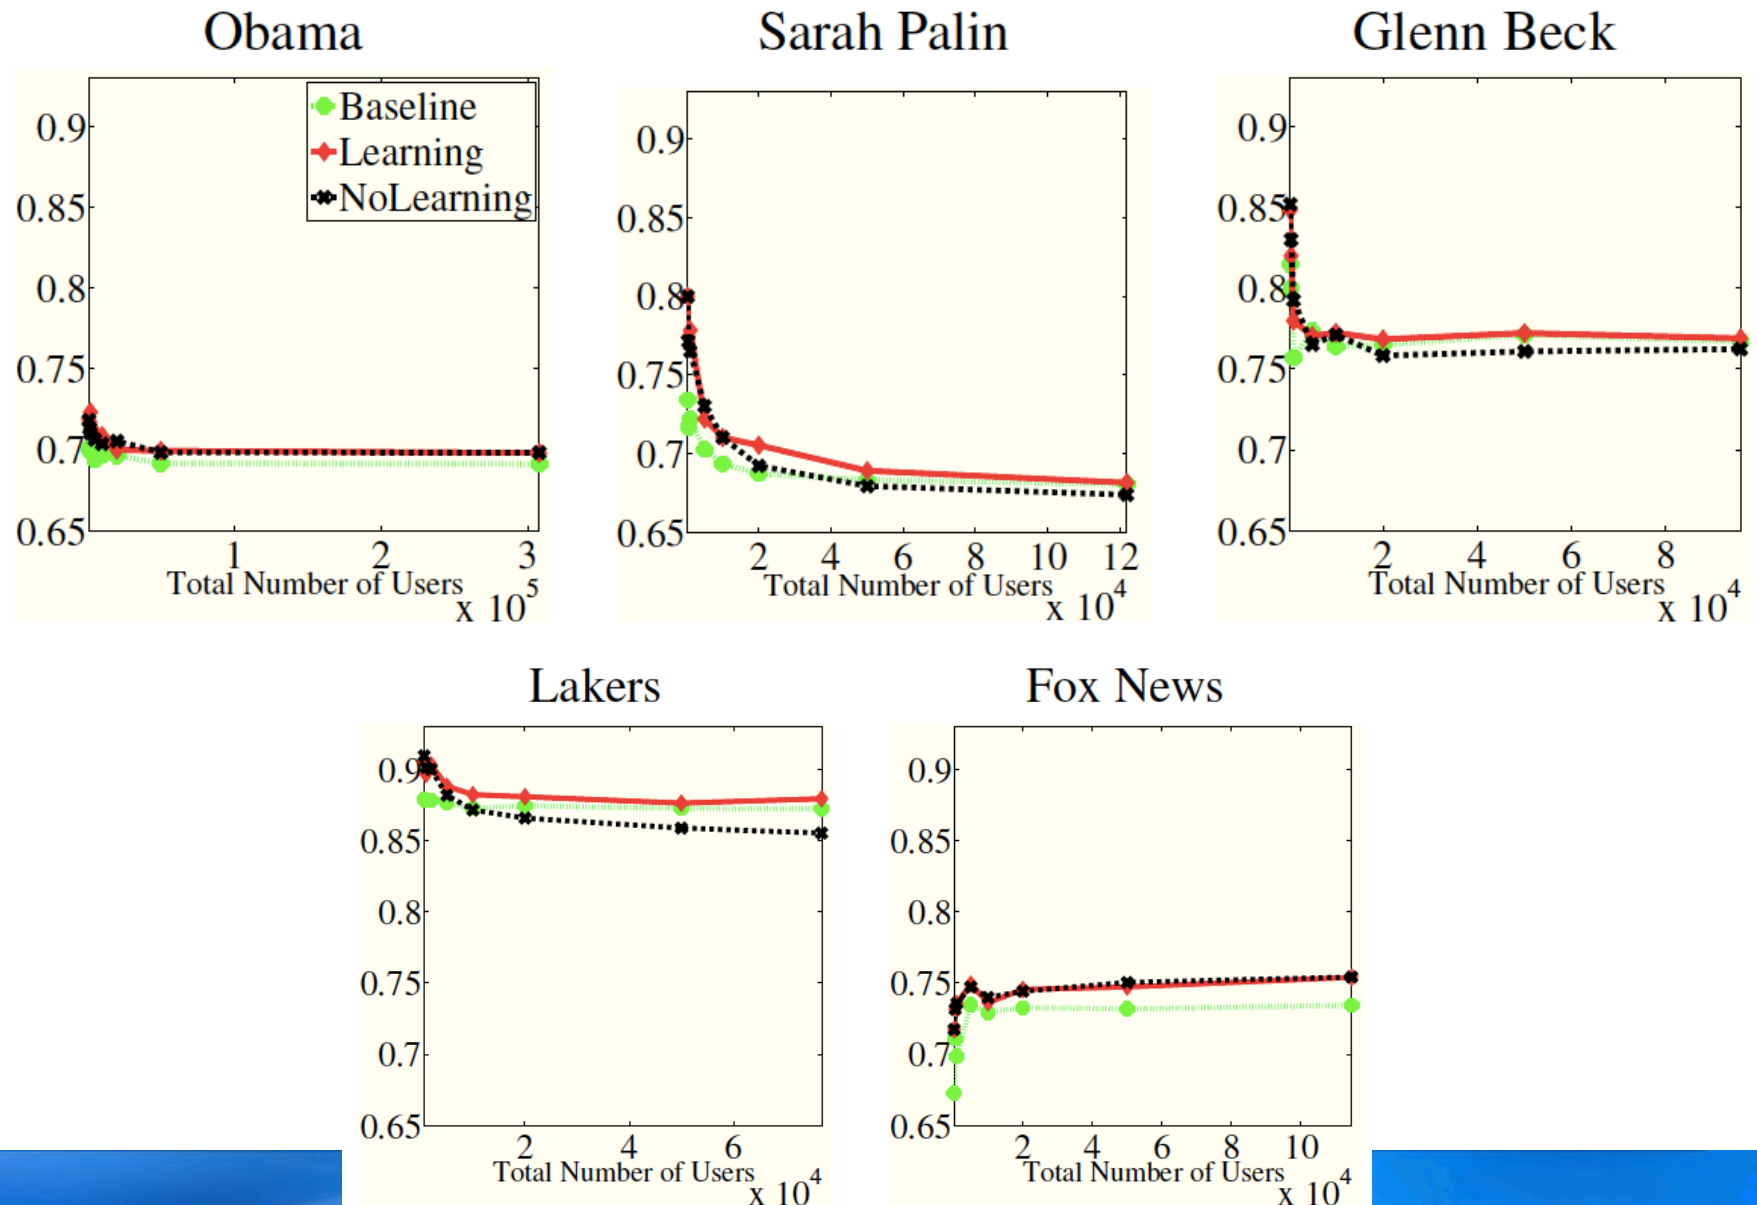 Obama
Sarah Palin
Glenn Beck
Baseline
Learning
NoLearning
0.9
0.85
0.8
0.75
0.7
0.65
1 2 3
Total Number of Users
x 10^5
0.9
0.85
0.8
0.75
0.7
0.65
2 4 6 8 10 12
Total Number of Users
x 10^4
0.9
0.85
0.8
0.75
0.7
0.65
2 4 6 8
Total Number of Users
x 10^4
Lakers
Fox News
0.9
0.85
0.8
0.75
0.7
0.65
2 4 6
Total Number of Users
x 10^4
0.9
0.85
0.8
0.75
0.7
0.65
2 4 6 8 10
Total Number of Users
x 10^4